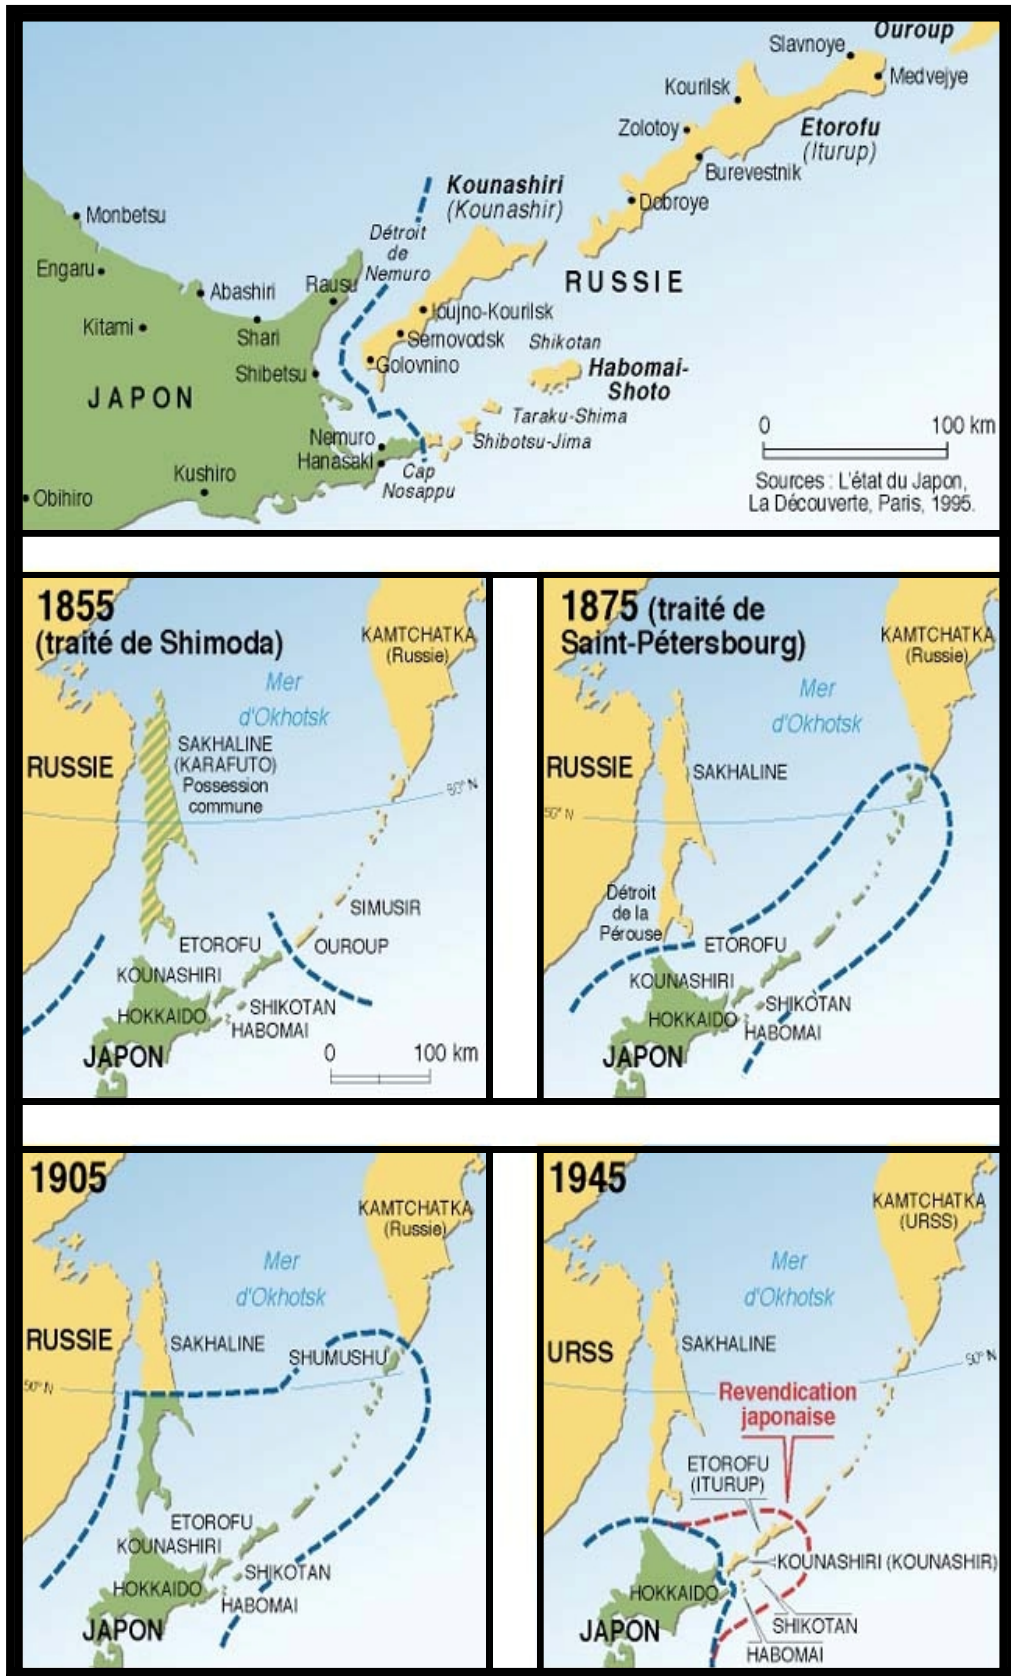 Ouroup
Slavnoye
Medvejye
Kourilsk
Etorofu
(Iturup)
Zolotoy
Burevestnik
Dobroye
Kounashiri
(Kounashir)
Monbetsu
Détroit
de
Nemuro
Engaru
Abashiri
Rausu
RUSSIE
Ioujno-Kourilsk
Kitami
Shari
Sernovodsk
Shikotan
Golovnino
Shibetsu
Habomai-
Shoto
JAPON
Taraku-Shima
0 100 km
Nemuro
Shibotsu-Jima
Hanasaki
Cap
Nosappu
Kushiro
Obihiro
Sources : L'état du Japon,
La Découverte, Paris, 1995.
1855
(traité de Shimoda)
KAMTCHATKA
(Russie)
Mer
d'Okhotsk
SAKHALINE
(KARAFUTO)
Possession
commune
RUSSIE
50° N
SIMUSIR
ETOROFU
OUROUP
KOUNASHIRI
SHIKOTAN
HOKKAIDO
HABOMAI
JAPON
0 100 km
1875 (traité de
Saint-Pétersbourg)
KAMTCHATKA
(Russie)
Mer
d'Okhotsk
RUSSIE
SAKHALINE
50° N
Détroit
de la
Pérouse
ETOROFU
KOUNASHIRI
SHIKOTAN
HOKKAIDO
HABOMAI
JAPON
1905
KAMTCHATKA
(Russie)
Mer
d'Okhotsk
RUSSIE
SAKHALINE
SHUMUSHU
50° N
ETOROFU
KOUNASHIRI
SHIKOTAN
HOKKAIDO
HABOMAI
JAPON
1945
KAMTCHATKA
(URSS)
Mer
d'Okhotsk
URSS
SAKHALINE
50° N
Revendication
japonaise
ETOROFU
(ITURUP)
KOUNASHIRI (KOUNASHIR)
HOKKAIDO
SHIKOTAN
JAPON
HABOMAI